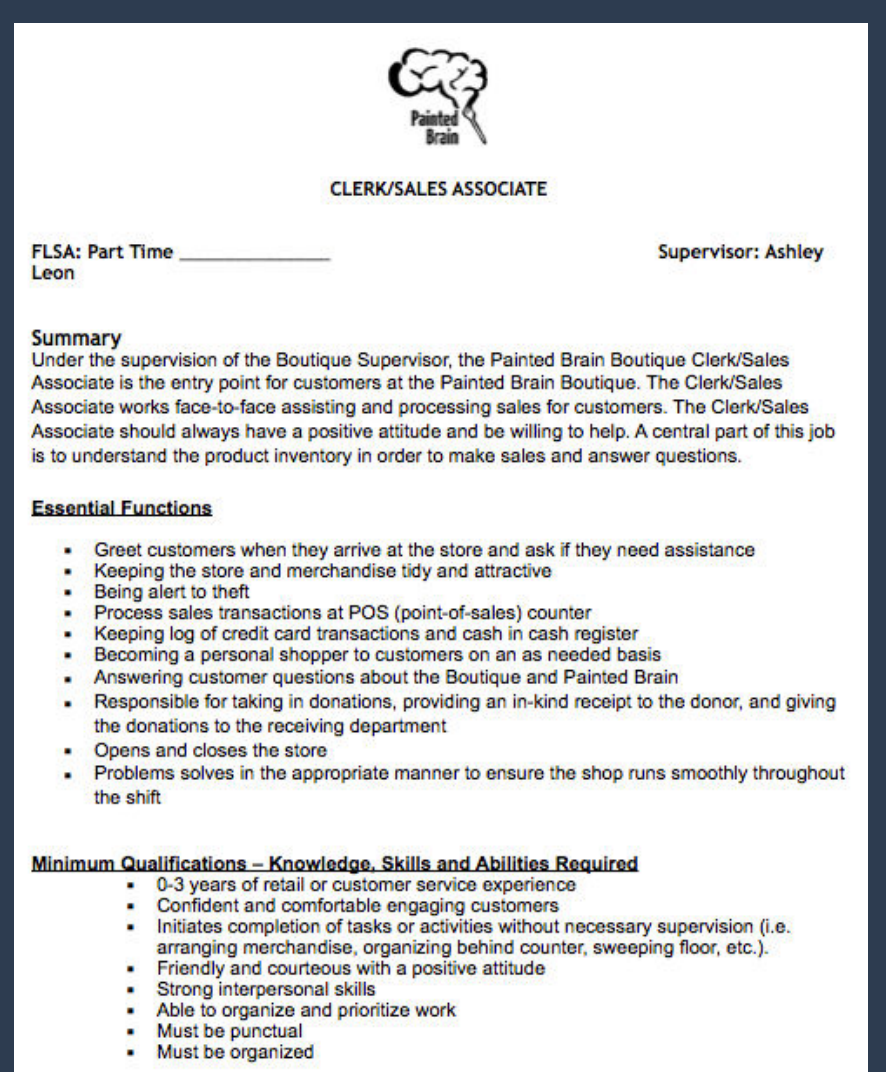 Painted
Brain
CLERK/SALES ASSOCIATE
FLSA: Part Time _______________ Supervisor: Ashley
Leon
Summary
Under the supervision of the Boutique Supervisor, the Painted Brain Boutique Clerk/Sales
Associate is the entry point for customers at the Painted Brain Boutique. The Clerk/Sales
Associate works face-to-face assisting and processing sales for customers. The Clerk/Sales
Associate should always have a positive attitude and be willing to help. A central part of this job
is to understand the product inventory in order to make sales and answer questions.
Essential Functions
▪ Greet customers when they arrive at the store and ask if they need assistance
▪ Keeping the store and merchandise tidy and attractive
▪ Being alert to theft
▪ Process sales transactions at POS (point-of-sales) counter
▪ Keeping log of credit card transactions and cash in cash register
▪ Becoming a personal shopper to customers on an as needed basis
▪ Answering customer questions about the Boutique and Painted Brain
▪ Responsible for taking in donations, providing an in-kind receipt to the donor, and giving
the donations to the receiving department
▪ Opens and closes the store
▪ Problems solves in the appropriate manner to ensure the shop runs smoothly throughout
the shift
Minimum Qualifications – Knowledge, Skills and Abilities Required
▪ 0-3 years of retail or customer service experience
▪ Confident and comfortable engaging customers
▪ Initiates completion of tasks or activities without necessary supervision (i.e.
arranging merchandise, organizing behind counter, sweeping floor, etc.).
▪ Friendly and courteous with a positive attitude
▪ Strong interpersonal skills
▪ Able to organize and prioritize work
▪ Must be punctual
▪ Must be organized